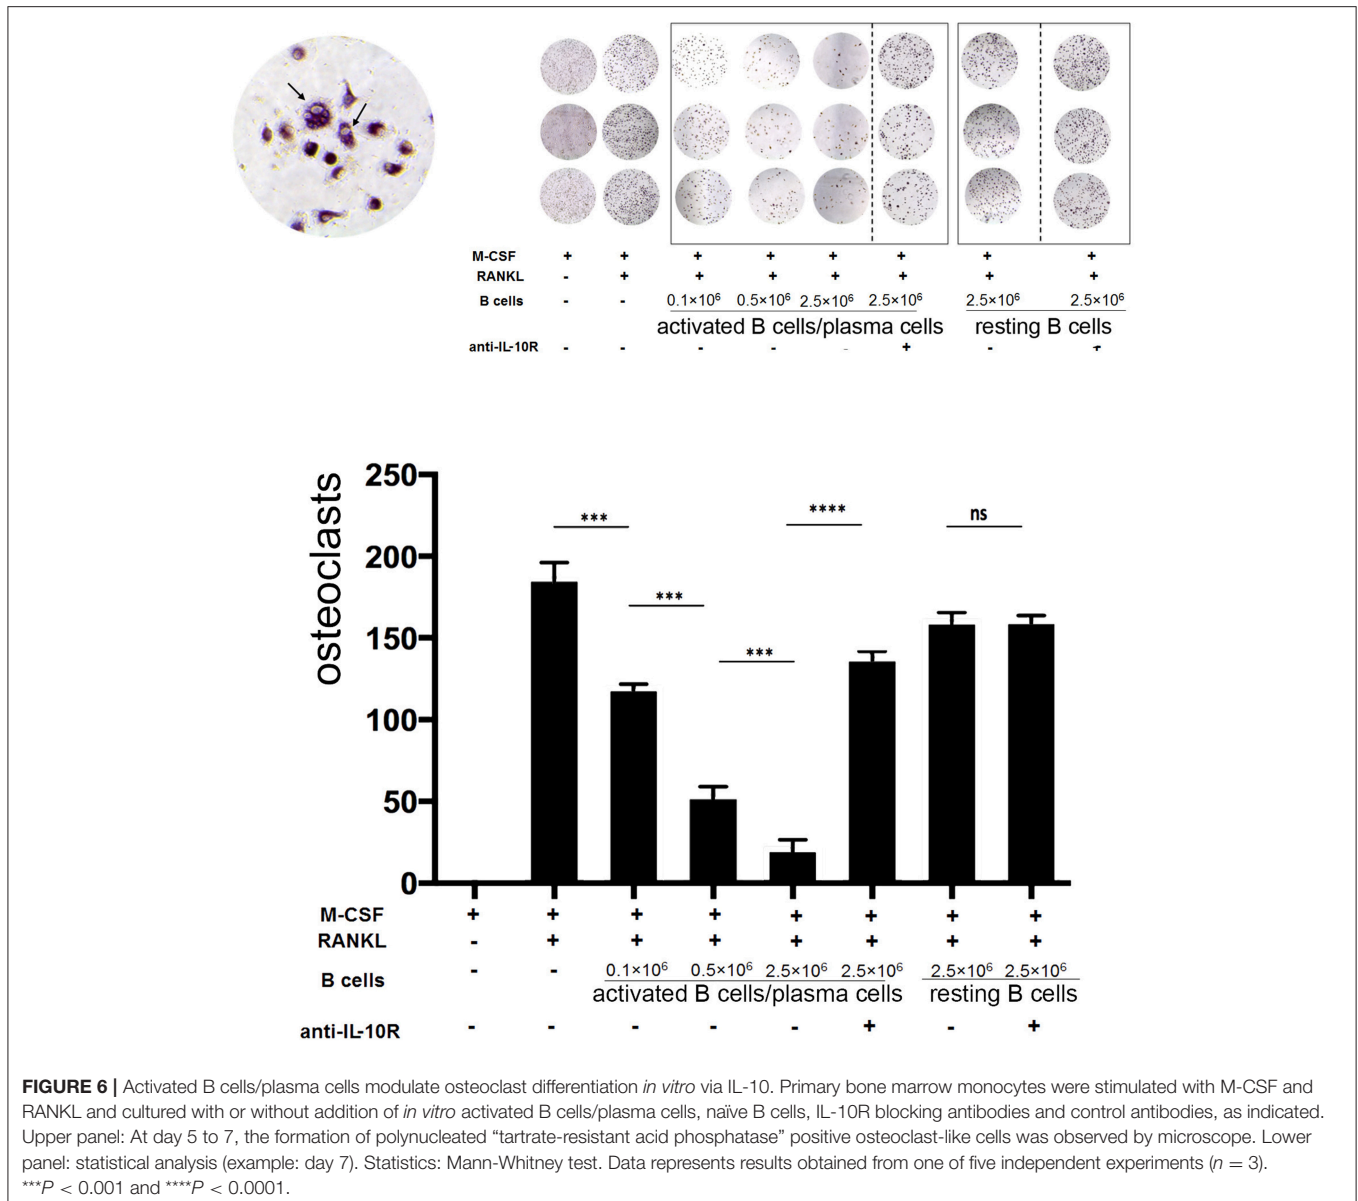 M-CSF + + + + + + + +
RANKL - + + + + + + +
B cells - - 0.1×10⁶ 0.5×10⁶ 2.5×10⁶ 2.5×10⁶ 2.5×10⁶ 2.5×10⁶
activated B cells/plasma cells resting B cells
anti-IL-10R - - - - - + - +
250
200
150
100
50
0
osteoclasts
*** *** *** **** ns
M-CSF + + + + + + + +
RANKL - + + + + + + +
B cells - - 0.1×10⁶ 0.5×10⁶ 2.5×10⁶ 2.5×10⁶ 2.5×10⁶ 2.5×10⁶
activated B cells/plasma cells resting B cells
anti-IL-10R - - - - - + - +
FIGURE 6 | Activated B cells/plasma cells modulate osteoclast differentiation in vitro via IL-10. Primary bone marrow monocytes were stimulated with M-CSF and
RANKL and cultured with or without addition of in vitro activated B cells/plasma cells, naïve B cells, IL-10R blocking antibodies and control antibodies, as indicated.
Upper panel: At day 5 to 7, the formation of polynucleated “tartrate-resistant acid phosphatase” positive osteoclast-like cells was observed by microscope. Lower
panel: statistical analysis (example: day 7). Statistics: Mann-Whitney test. Data represents results obtained from one of five independent experiments (n = 3).
***P < 0.001 and ****P < 0.0001.